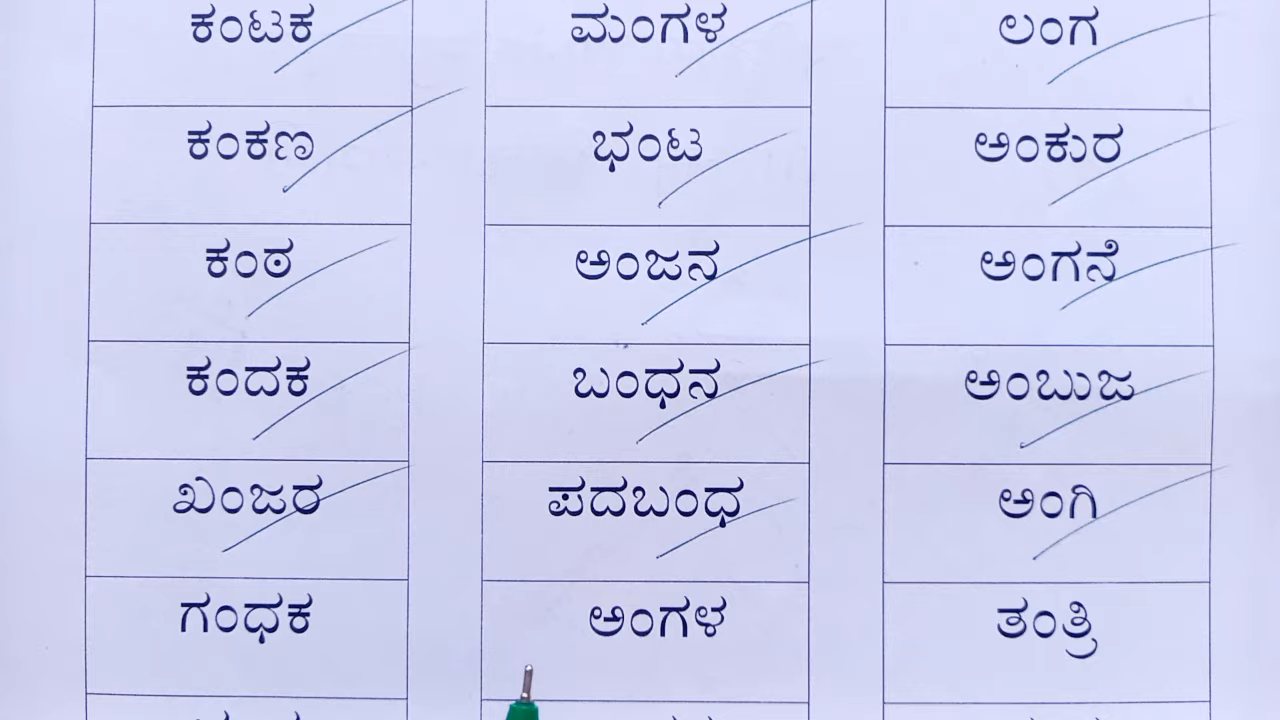 ಕಂಟಕ ಮಂಗಳ ಲಂಗ
ಕಂಕಣ ಭಂಟ ಅಂಕುರ
ಕಂಠ ಅಂಜನ ಅಂಗನೆ
ಕಂದಕ ಬಂಧನ ಅಂಬುಜ
ಖಂಜರ ಪದಬಂಧ ಅಂಗಿ
ಗಂಧಕ ಅಂಗಳ ತಂತ್ರಿ